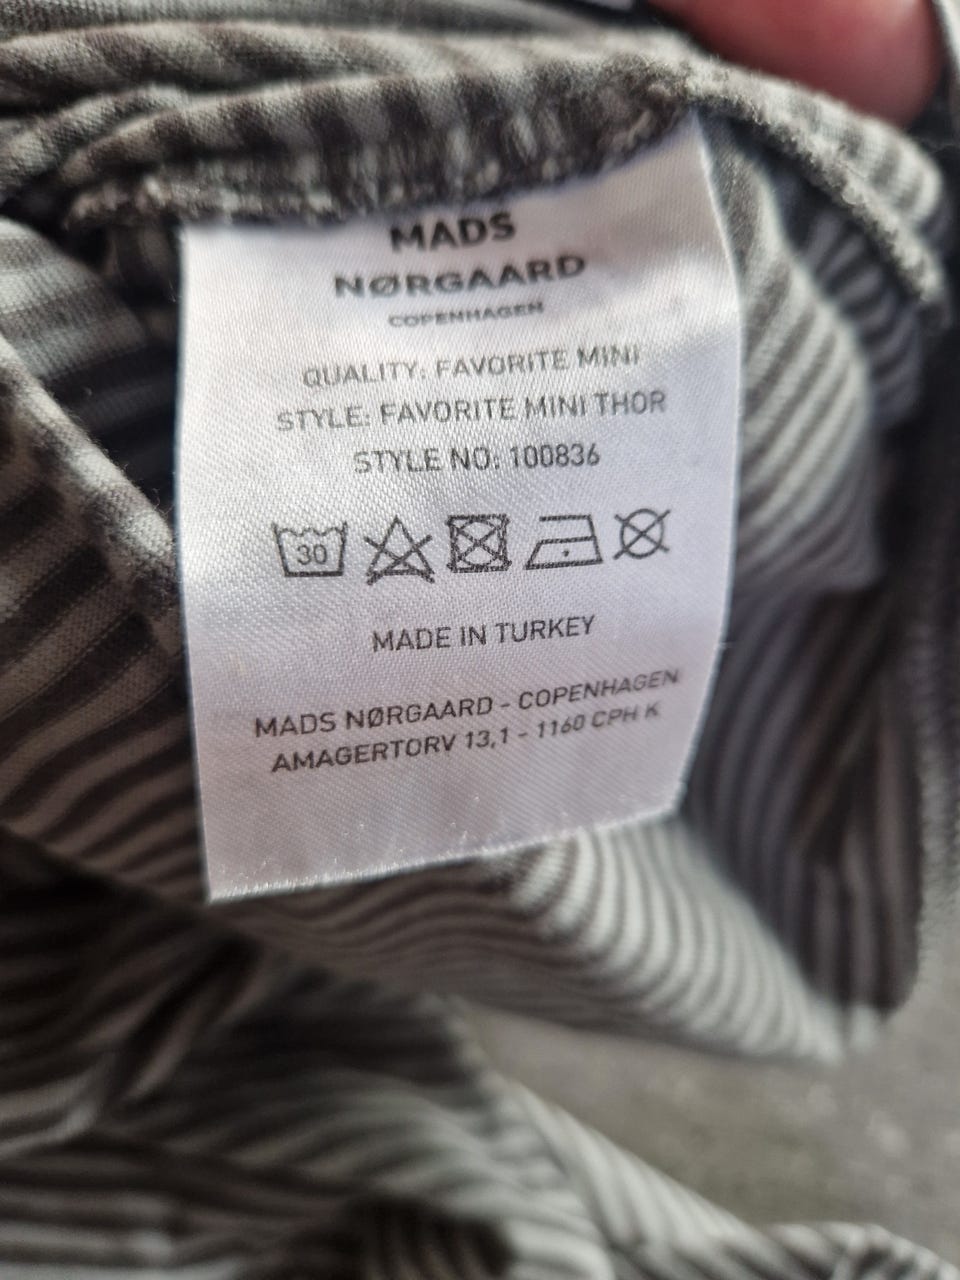 MADS
NØRGAARD
COPENHAGEN
QUALITY: FAVORITE MINI
STYLE: FAVORITE MINI THOR
STYLE NO: 100836
30
MADE IN TURKEY
MADS NØRGAARD - COPENHAGEN
AMAGERTORV 13,1 - 1160 CPH K